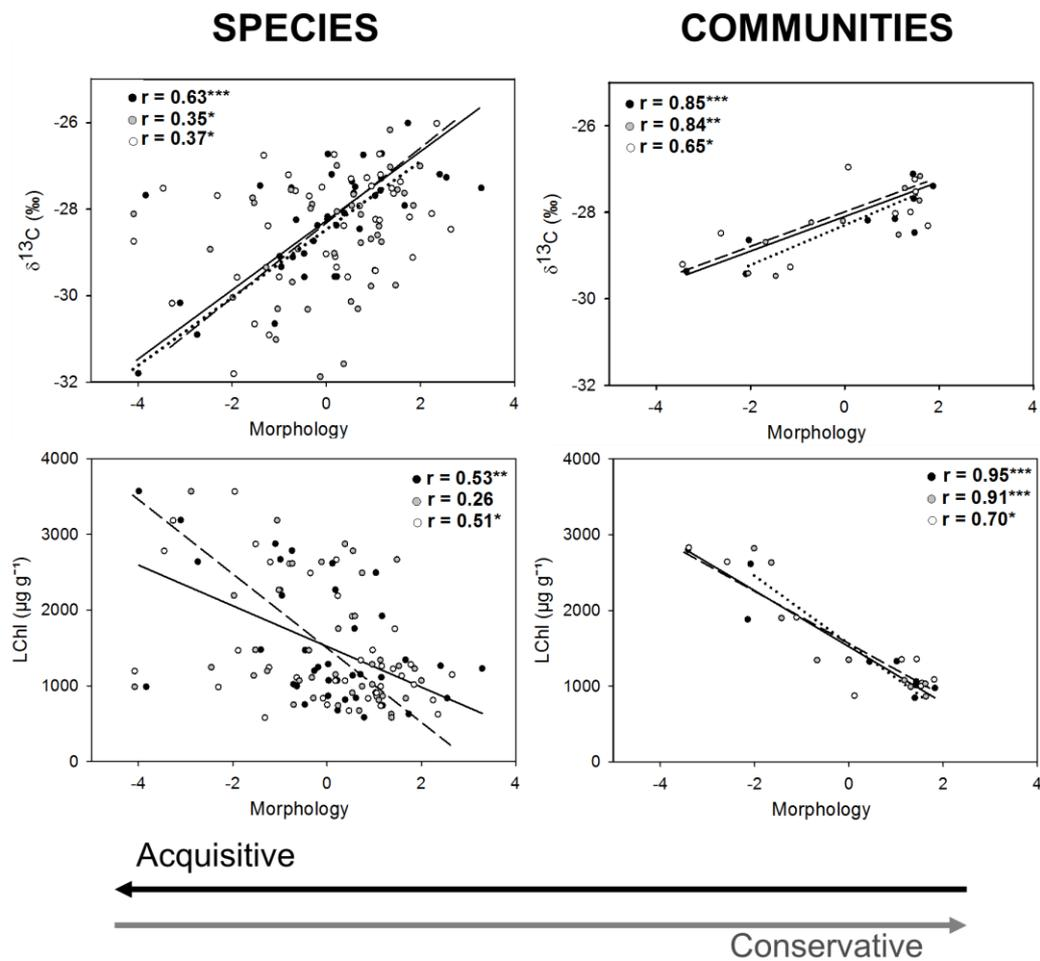 SPECIES
COMMUNITIES
r = 0.63***
r = 0.35*
r = 0.37*
-26
-28
-30
-32
δ¹³C (‰)
-4 -2 0 2 4
Morphology
r = 0.85***
r = 0.84**
r = 0.65*
-26
-28
-30
-32
δ¹³C (‰)
-4 -2 0 2 4
Morphology
r = 0.53**
r = 0.26
r = 0.51*
4000
3000
2000
1000
0
LChl (µg g⁻¹)
-4 -2 0 2 4
Morphology
r = 0.95***
r = 0.91***
r = 0.70*
4000
3000
2000
1000
0
LChl (µg g⁻¹)
-4 -2 0 2 4
Morphology
Acquisitive
Conservative